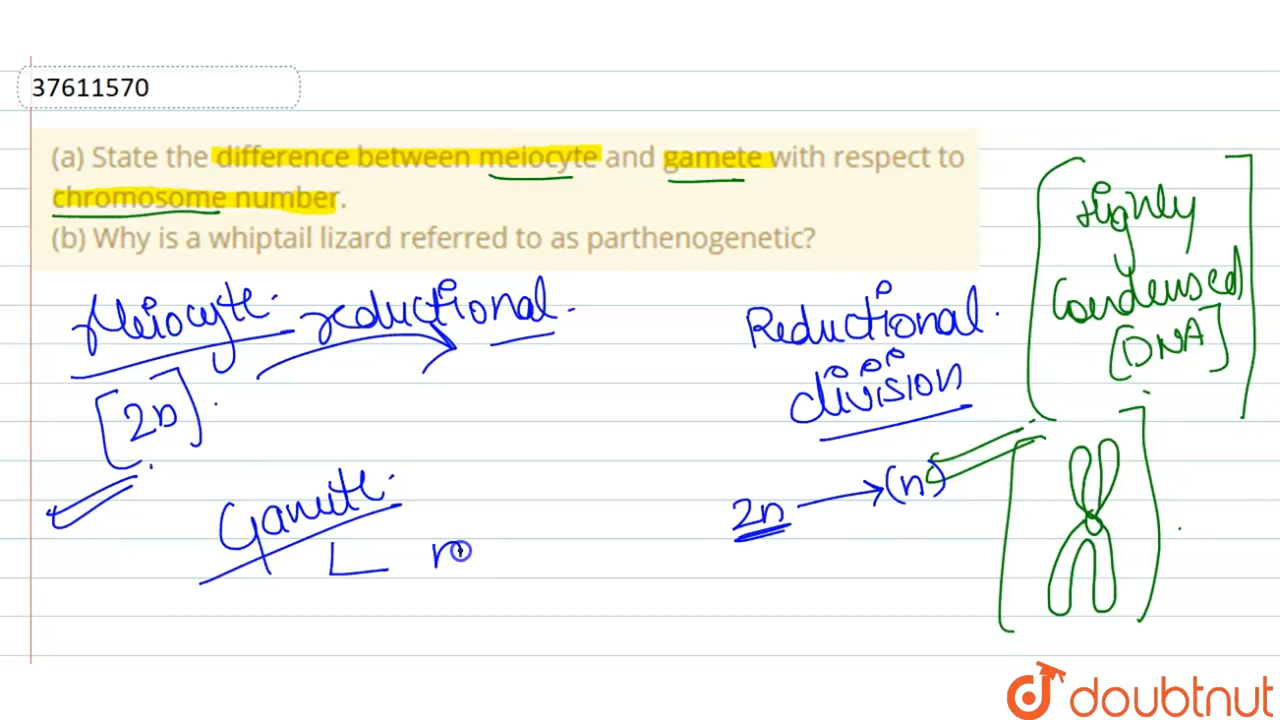 37611570
(a) State the difference between meiocyte and gamete with respect to
chromosome number.
(b) Why is a whiptail lizard referred to as parthenogenetic?
Meiocyte. reductional.
[2n].
Gamete.
Reductional.
division
2n → (n)
Highly
Condensed
[DNA]
doubtnut